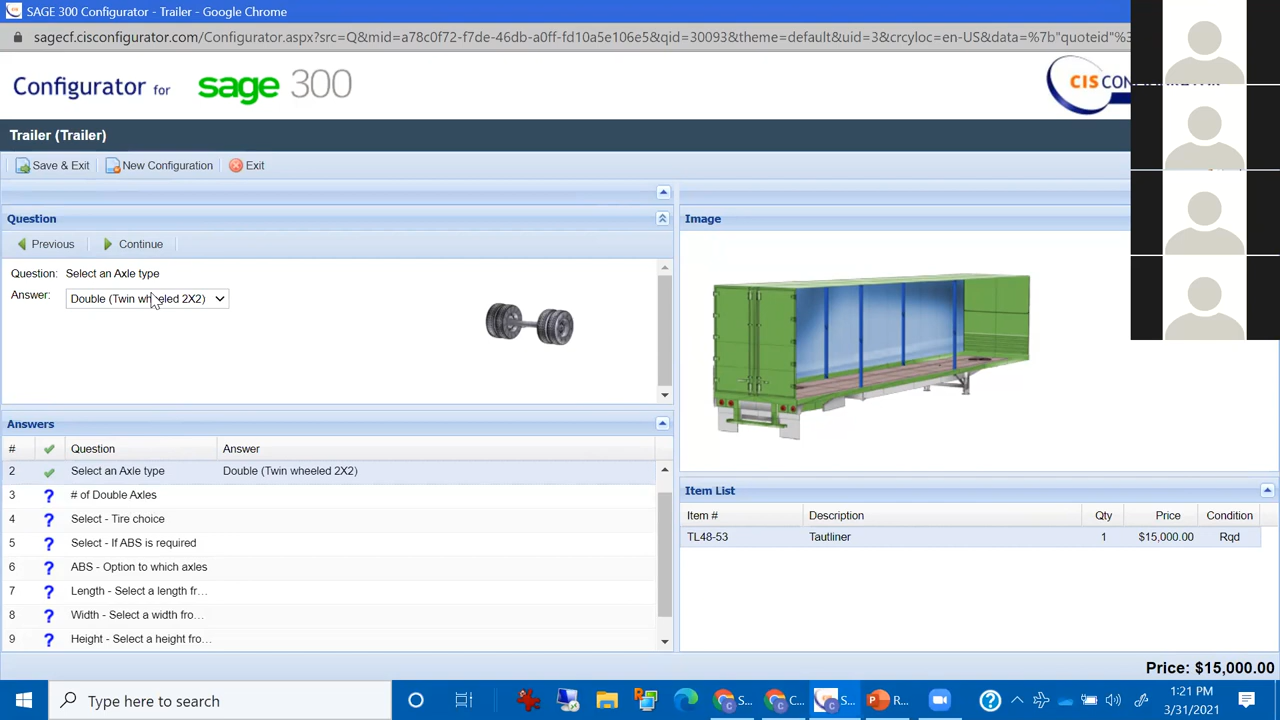 SAGE 300 Configurator - Trailer - Google Chrome
sagecf.cisconfigurator.com/Configurator.aspx?src=Q&mid=a78c0f72-f7de-46db-a0ff-fd10a5e106e5&qid=30093&theme=default&uid=3&crcyloc=en-US&data=%7b"quoteid"%
Configurator for sage 300
CISCON
Trailer (Trailer)
Save & Exit New Configuration Exit
Question
Previous Continue
Question: Select an Axle type
Answer: Double (Twin wheeled 2X2)
Image
Answers
# Question Answer
2 Select an Axle type Double (Twin wheeled 2X2)
3 ? # of Double Axles
4 ? Select - Tire choice
5 ? Select - If ABS is required
6 ? ABS - Option to which axles
7 ? Length - Select a length fr...
8 ? Width - Select a width fro...
9 ? Height - Select a height fro...
Item List
Item # Description Qty Price Condition
TL48-53 Tautliner 1 $15,000.00 Rqd
Price: $15,000.00
Type here to search
S... C... S... R...
1:21 PM
3/31/2021